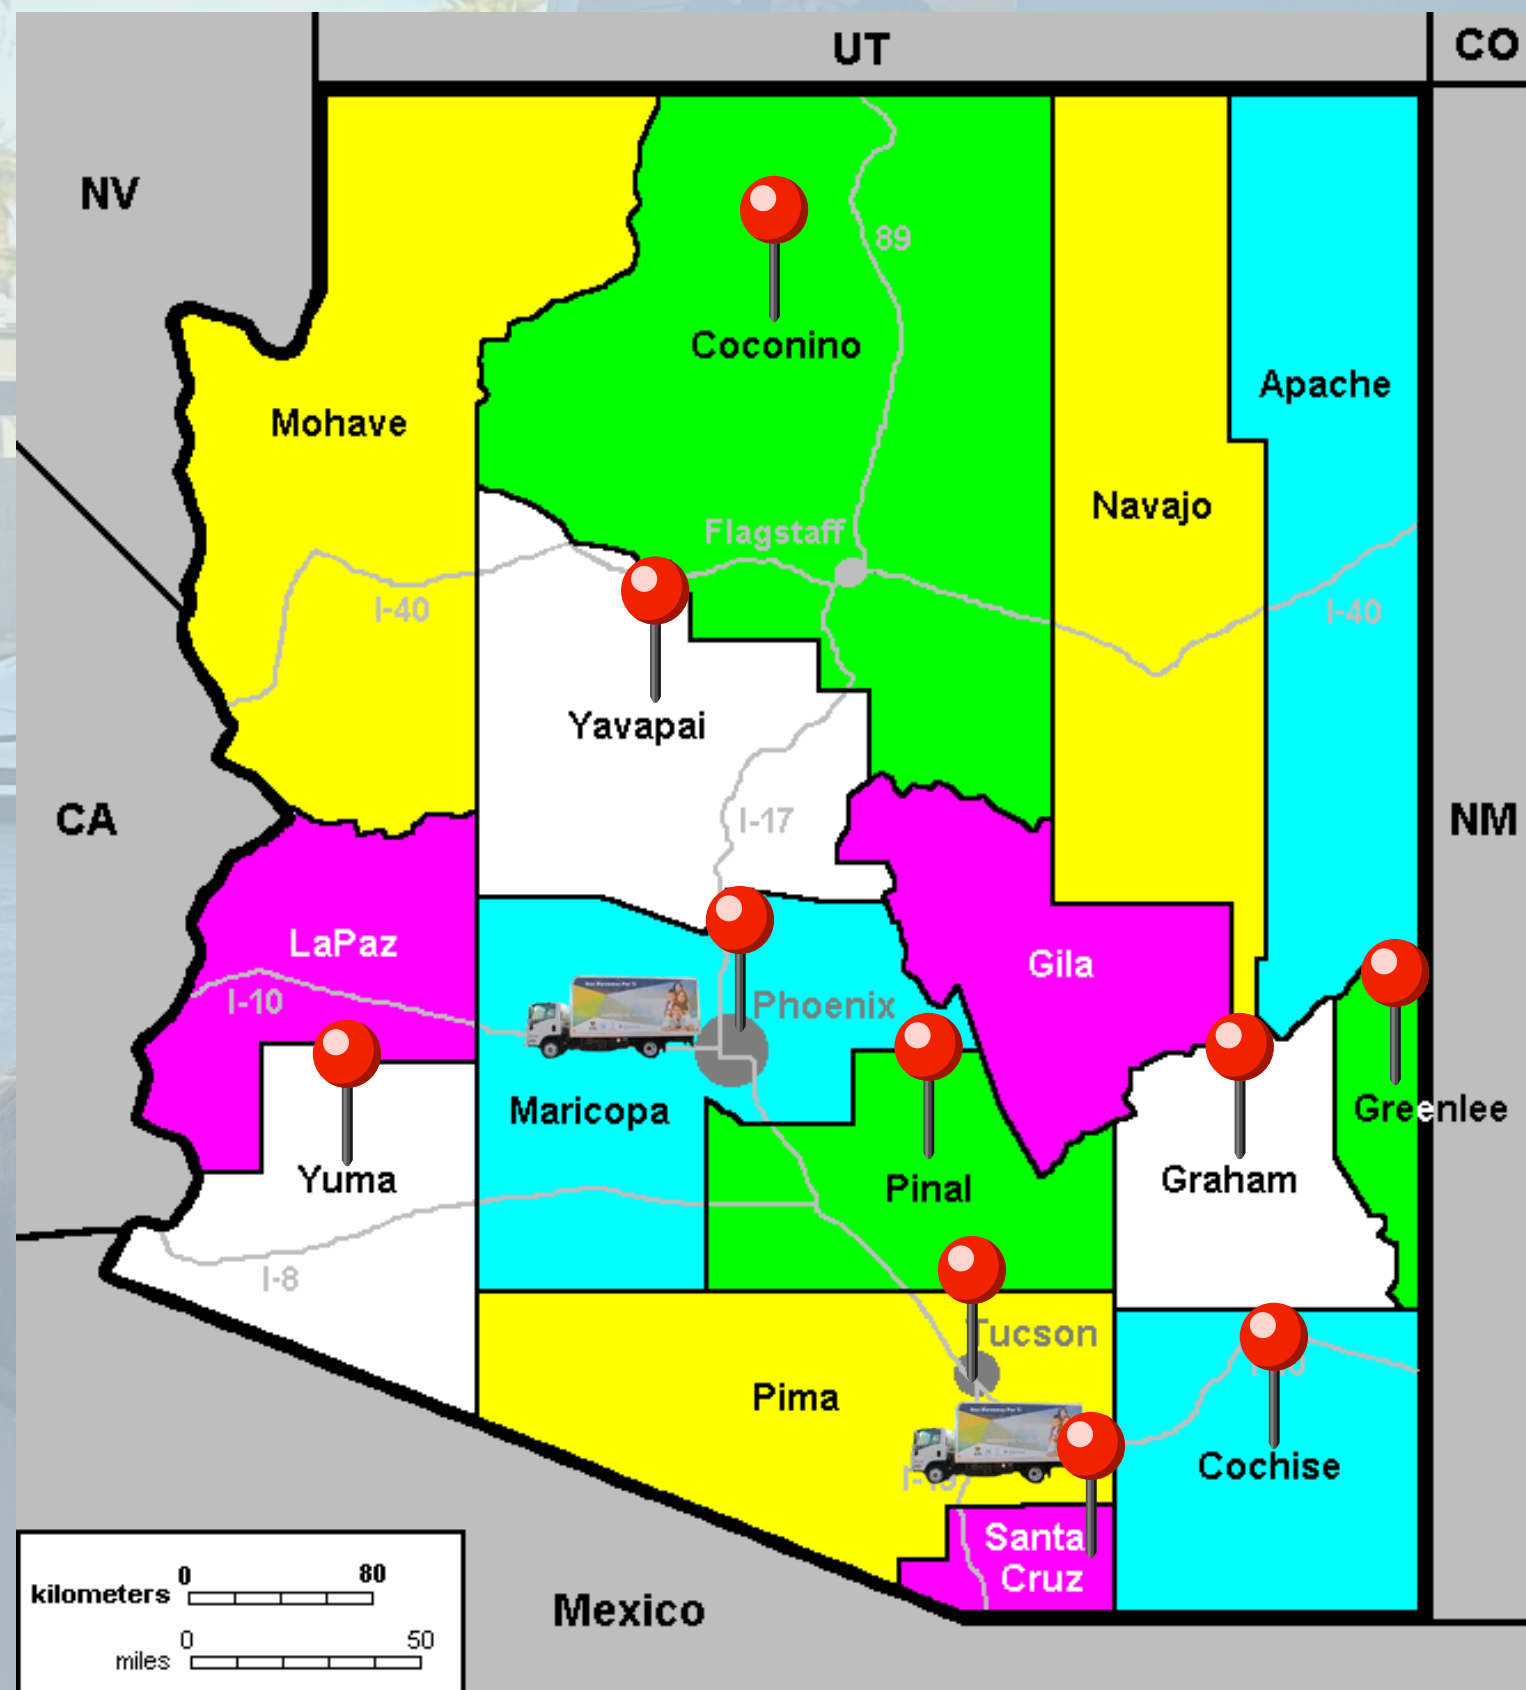 UT
CO
NV
89
Coconino
Apache
Mohave
Navajo
Flagstaff
I-40
I-40
Yavapai
CA
I-17
NM
LaPaz
Gila
I-10
Phoenix
Maricopa
Greenlee
Yuma
Pinal
Graham
I-8
Tucson
Pima
Cochise
Santa
Cruz
Mexico
0 80
kilometers
0 50
miles